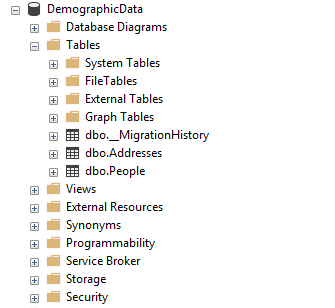 DemographicData
Database Diagrams
Tables
System Tables
FileTables
External Tables
Graph Tables
dbo.__MigrationHistory
dbo.Addresses
dbo.People
Views
External Resources
Synonyms
Programmability
Service Broker
Storage
Security